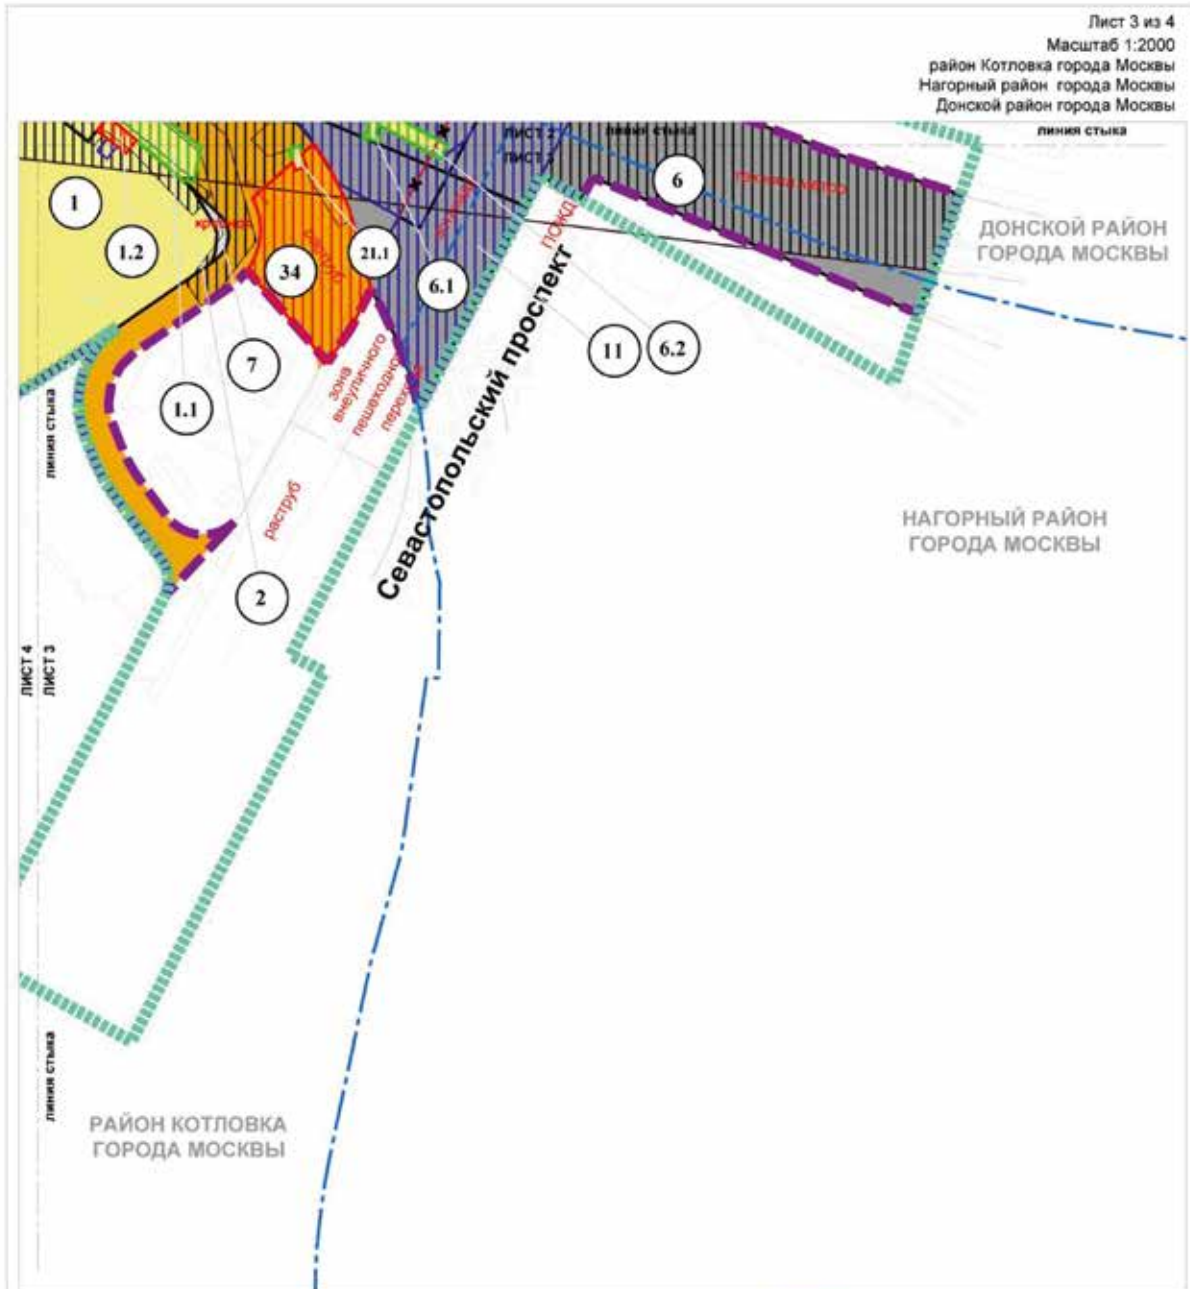 Лист 3 из 4
Масштаб 1:2000
район Котловка города Москвы
Нагорный район города Москвы
Донской район города Москвы
ЛИСТ 2
линия стыка
линия стыка
ЛИСТ 3
1
1.2
34
21.1
6.1
6
ПОЖД
ДОНСКОЙ РАЙОН
ГОРОДА МОСКВЫ
7
1.1
11
6.2
зона
внеуличного
пешеходного
перехода
линия стыка
Севастопольский проспект
раструб
раструб
НАГОРНЫЙ РАЙОН
ГОРОДА МОСКВЫ
2
ЛИСТ 4
ЛИСТ 3
линия стыка
РАЙОН КОТЛОВКА
ГОРОДА МОСКВЫ